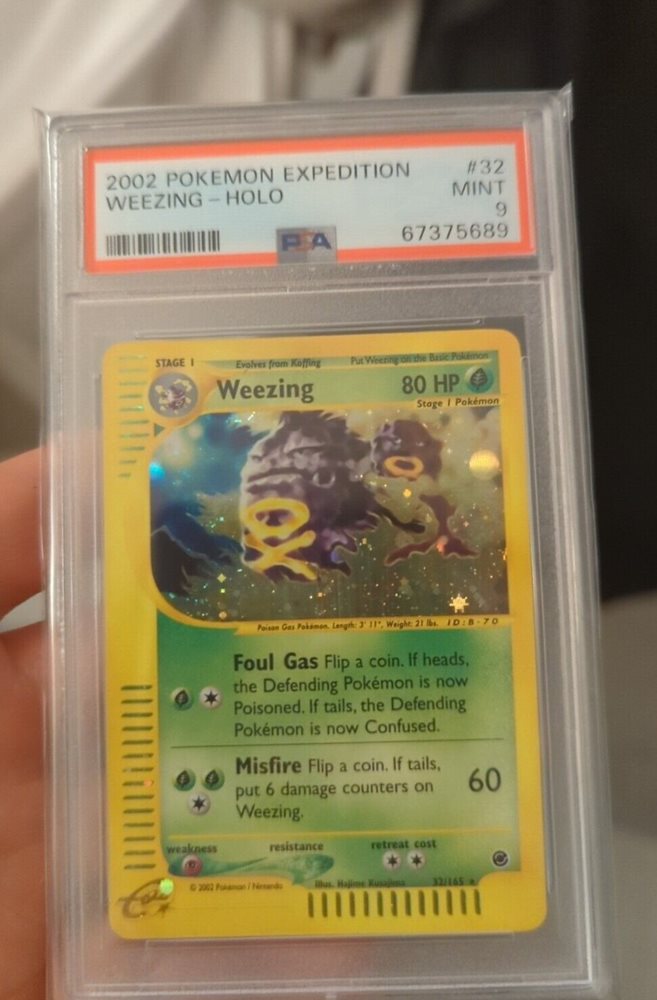 2002 POKEMON EXPEDITION #32
WEEZING - HOLO MINT
9
PSA 67375689
STAGE 1 Evolves from Koffing Put Weezing on the Basic Pokémon
Weezing 80 HP
Stage 1 Pokémon
Poison Gas Pokémon. Length: 3' 11", Weight: 21 lbs. ID: B-70
Foul Gas Flip a coin. If heads,
the Defending Pokémon is now
Poisoned. If tails, the Defending
Pokémon is now Confused.
Misfire Flip a coin. If tails,
put 6 damage counters on 60
Weezing.
weakness resistance retreat cost
© 2002 Pokemon / Nintendo Illus. Hajime Kusajima 32/165 ★